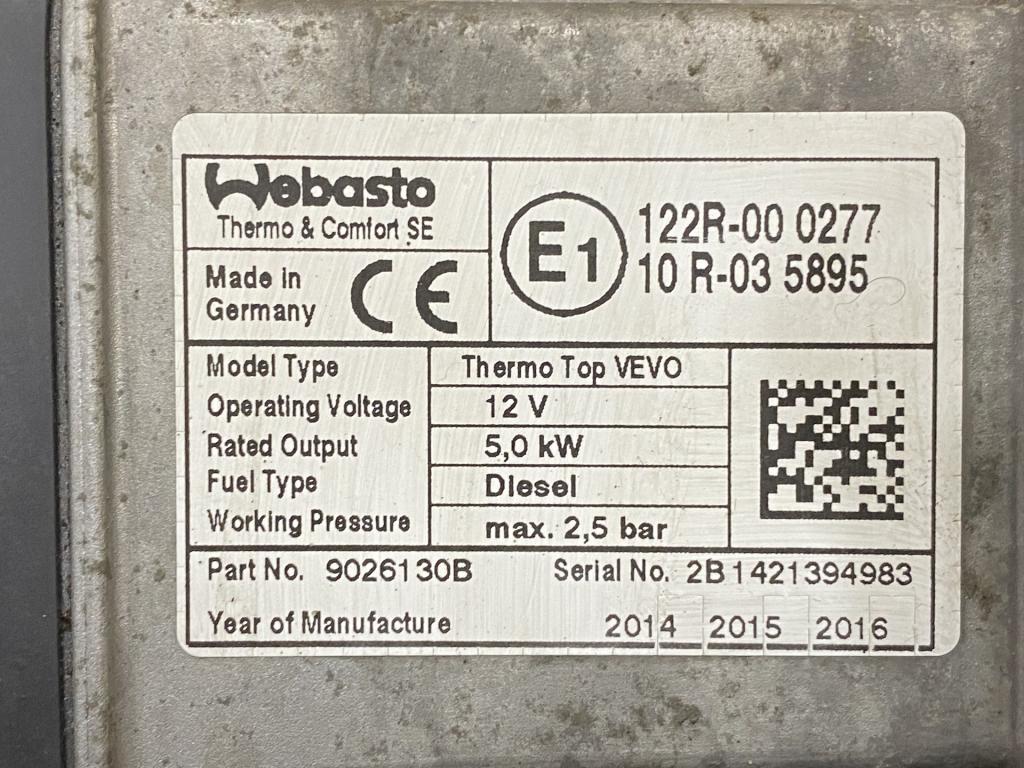 Webasto
Thermo & Comfort SE
Made in
Germany
CE
E1
122R-00 0277
10 R-03 5895
Model Type Thermo Top VEVO
Operating Voltage 12 V
Rated Output 5,0 kW
Fuel Type Diesel
Working Pressure max. 2,5 bar
Part No. 9026130B Serial No. 2B1421394983
Year of Manufacture 2014 2015 2016